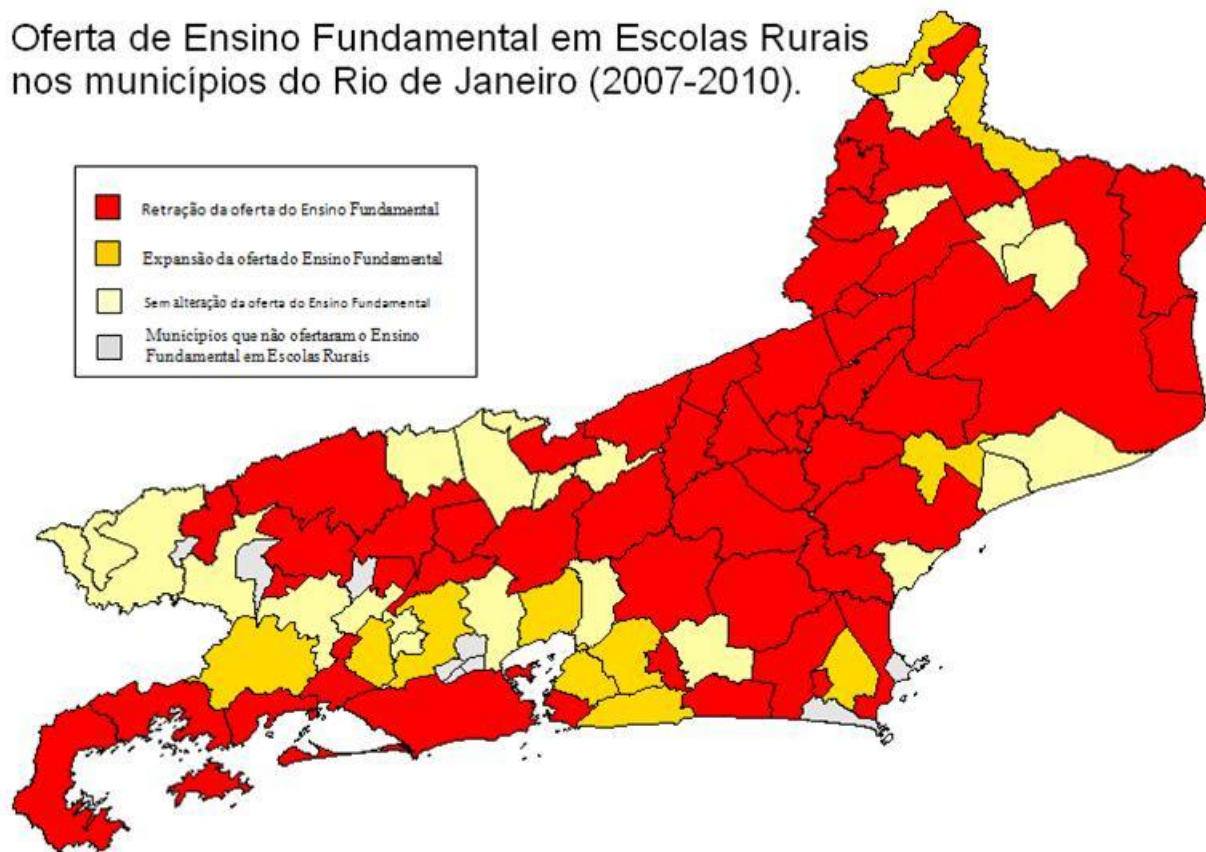 Oferta de Ensino Fundamental em Escolas Rurais
nos municípios do Rio de Janeiro (2007-2010).
Retração da oferta do Ensino Fundamental
Expansão da oferta do Ensino Fundamental
Sem alteração da oferta do Ensino Fundamental
Municípios que não ofertaram o Ensino
Fundamental em Escolas Rurais